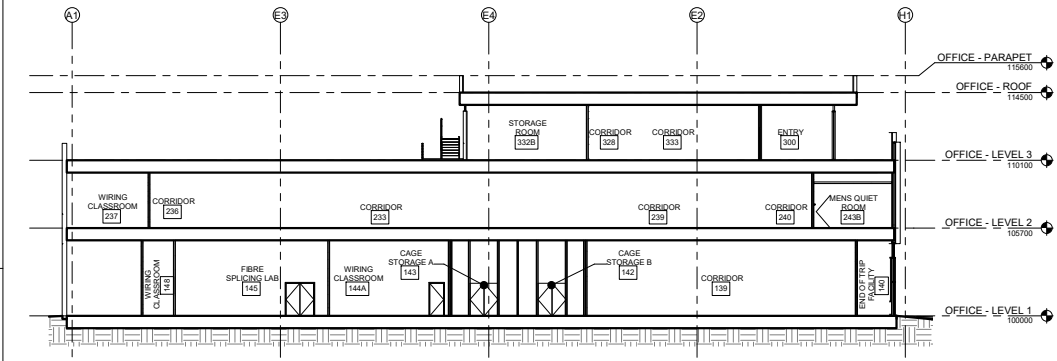 A1
E3
E4
E2
H1
OFFICE - PARAPET
115600
OFFICE - ROOF
114500
STORAGE
ROOM
332B
CORRIDOR
328
CORRIDOR
333
ENTRY
300
OFFICE - LEVEL 3
110100
WIRING
CLASSROOM
237
CORRIDOR
236
CORRIDOR
233
CORRIDOR
239
CORRIDOR
240
MENS QUIET
ROOM
243B
OFFICE - LEVEL 2
105700
WIRING
CLASSROOM
148
FIBRE
SPLICING LAB
145
WIRING
CLASSROOM
144A
CAGE
STORAGE A
143
CAGE
STORAGE B
142
CORRIDOR
139
END OF TRIP
FACILITY
140
OFFICE - LEVEL 1
100000